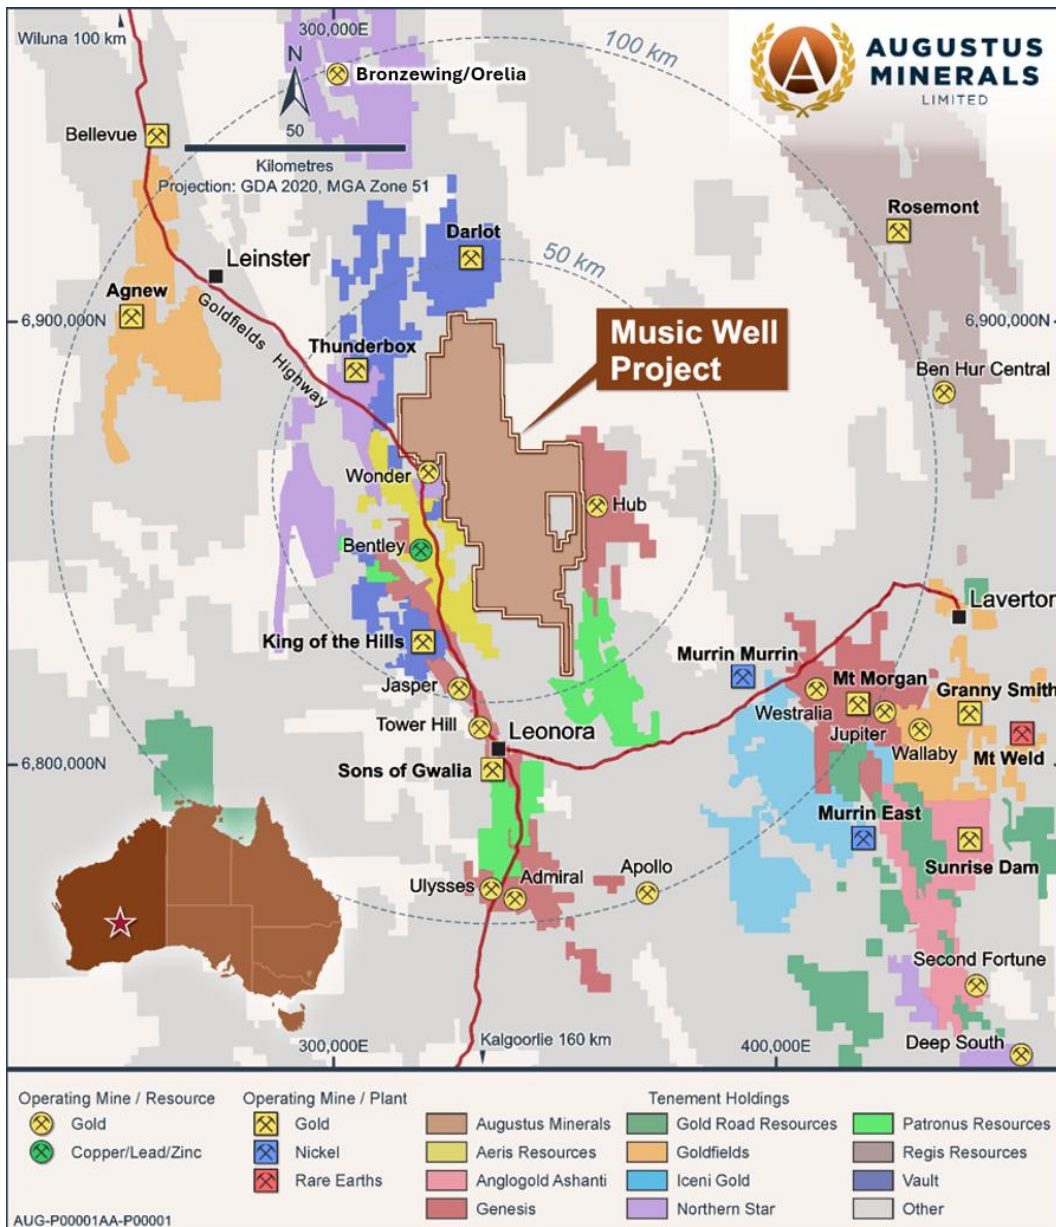 Wiluna 100 km
300,000E
100 km
AUGUSTUS
MINERALS
LIMITED
A
N
Bronzewing/Orelia
50
Kilometres
Projection: GDA 2020, MGA Zone 51
Bellevue
Rosemont
Darlot
50 km
Leinster
Agnew
6,900,000N
6,900,000N
Goldfields Highway
Thunderbox
Music Well
Project
Ben Hur Central
Wonder
Hub
Bentley
Lavertor
King of the Hills
Murrin Murrin
Jasper
Mt Morgan
Granny Smith
Westralia
Tower Hill
Jupiter
Leonora
Wallaby
Mt Weld
6,800,000N
Sons of Gwalia
Murrin East
Sunrise Dam
Ulysses
Admiral
Apollo
Second Fortune
300,000E
Kalgoorlie 160 km
400,000E
Deep South
Operating Mine / Resource
Gold
Copper/Lead/Zinc
Operating Mine / Plant
Gold
Nickel
Rare Earths
Tenement Holdings
Augustus Minerals
Aeris Resources
Anglogold Ashanti
Genesis
Gold Road Resources
Goldfields
Iceni Gold
Northern Star
Patronus Resources
Regis Resources
Vault
Other
AUG-P00001AA-P00001